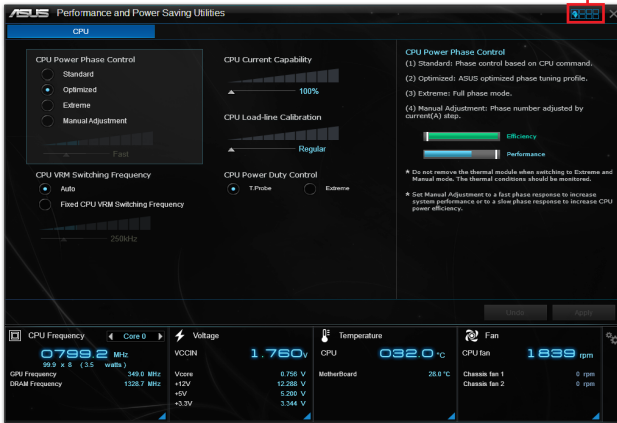 ASUS Performance and Power Saving Utilities
CPU
CPU Power Phase Control
Standard
Optimized
Extreme
Manual Adjustment
Fast
CPU VRM Switching Frequency
Auto
Fixed CPU VRM Switching Frequency
250kHz
CPU Current Capability
100%
CPU Load-line Calibration
Regular
CPU Power Duty Control
T.Probe
Extreme
CPU Power Phase Control
(1) Standard: Phase control based on CPU command.
(2) Optimized: ASUS optimized phase tuning profile.
(3) Extreme: Full phase mode.
(4) Manual Adjustment: Phase number adjusted by
current(A) step.
Efficiency
Performance
* Do not remove the thermal module when switching to Extreme and
Manual mode. The thermal conditions should be monitored.
* Set Manual Adjustment to a fast phase response to increase
system performance or to a slow phase response to increase CPU
power efficiency.
Undo
Apply
CPU Frequency
Core 0
0799.2 MHz
99.9 x 8 (3.5 watts)
GPU Frequency 349.0 MHz
DRAM Frequency 1328.7 MHz
Voltage
VCCIN 1.760v
Vcore 0.756 V
+12V 12.288 V
+5V 5.200 V
+3.3V 3.344 V
Temperature
CPU 032.0 °C
MotherBoard 28.0 °C
Fan
CPU fan 1839 rpm
Chassis fan 1 0 rpm
Chassis fan 2 0 rpm